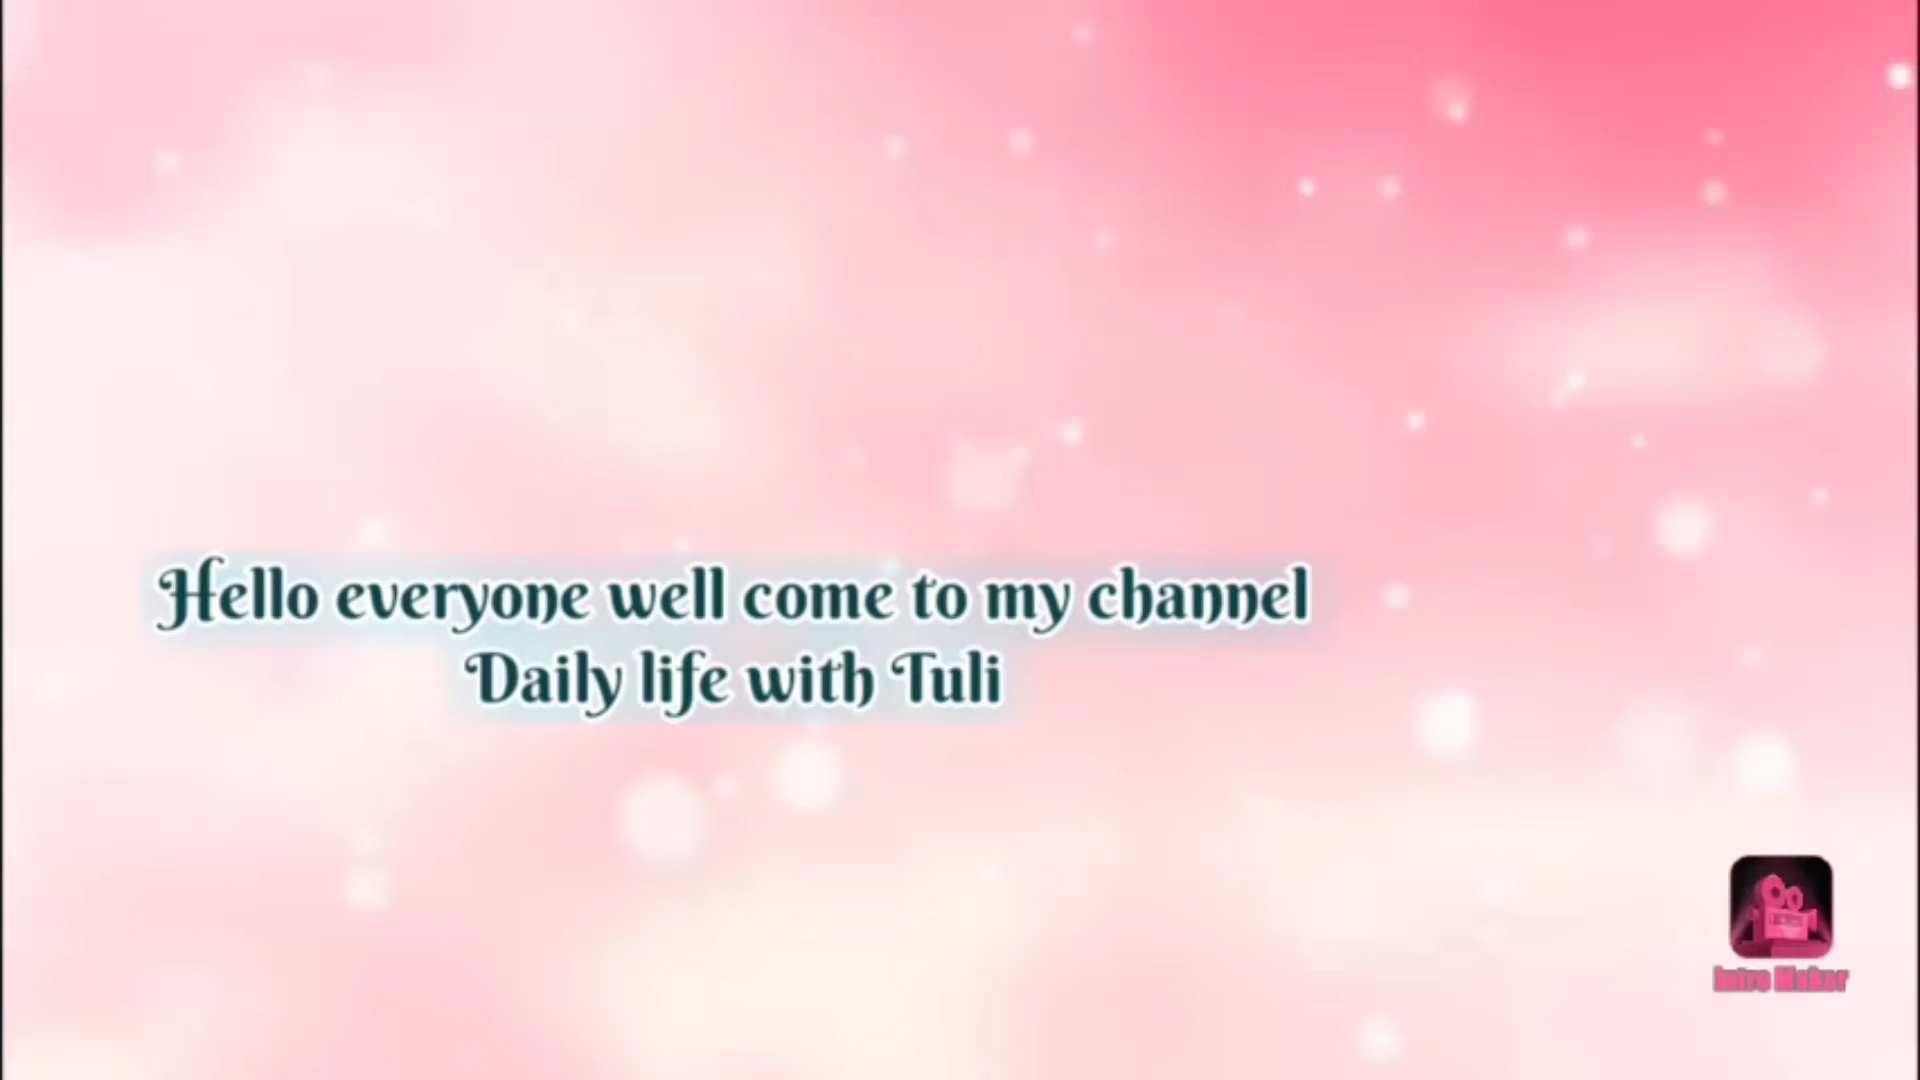 Hello everyone well come to my channel
Daily life with Tuli
Intro Maker